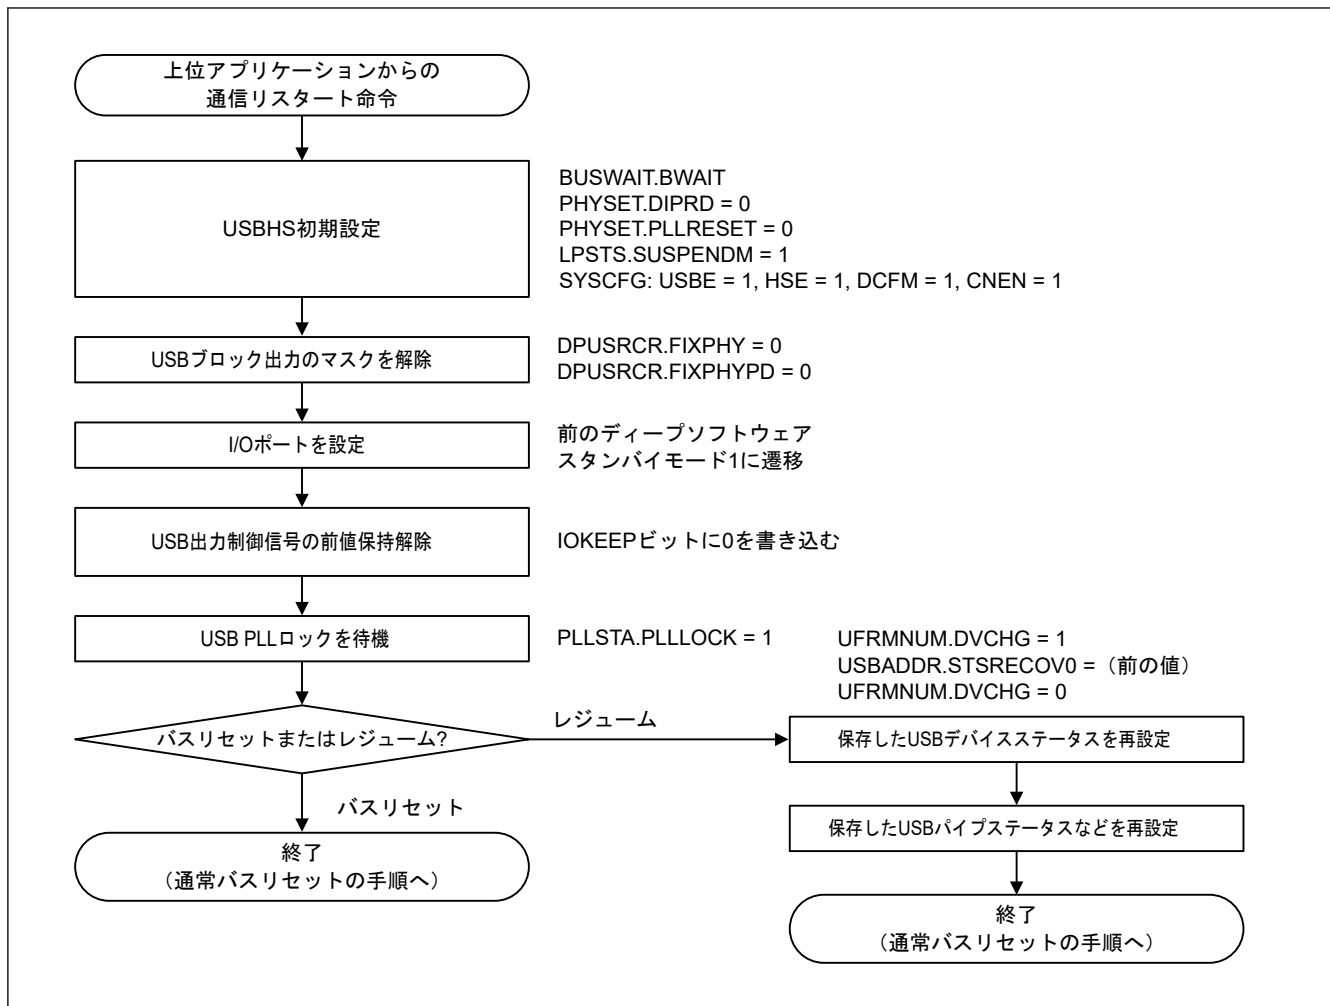 上位アプリケーションからの
通信リスタート命令
USBHS初期設定
BUSWAIT.BWAIT
PHYSET.DIPRD = 0
PHYSET.PLLRESET = 0
LPSTS.SUSPENDM = 1
SYSCFG: USBE = 1, HSE = 1, DCFM = 1, CNEN = 1
USBブロック出力のマスクを解除
DPUSRCR.FIXPHY = 0
DPUSRCR.FIXPHYPD = 0
I/Oポートを設定
前のディープソフトウェア
スタンバイモード1に遷移
USB出力制御信号の前値保持解除
IOKEEPビットに0を書き込む
USB PLLロックを待機
PLLSTA.PLLLOCK = 1
UFRMNUM.DVCHG = 1
USBADDR.STSRECOV0 =（前の値）
UFRMNUM.DVCHG = 0
バスリセットまたはレジューム?
レジューム
保存したUSBデバイスステータスを再設定
バスリセット
保存したUSBパイプステータスなどを再設定
終了
（通常バスリセットの手順へ）
終了
（通常バスリセットの手順へ）